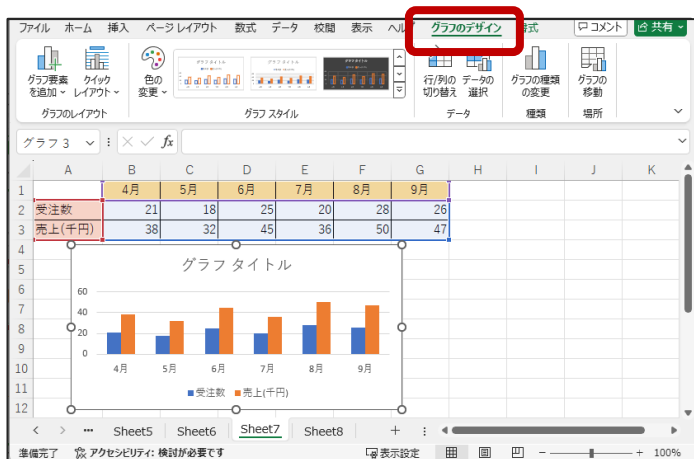 ファイル ホーム 挿入 ページ レイアウト 数式 データ 校閲 表示 ヘル グラフのデザイン 書式 コメント 共有
グラフ要素を追加 クイックレイアウト 色の変更 行/列の切り替え データの選択 グラフの種類の変更 グラフの移動
グラフのレイアウト グラフ スタイル データ 種類 場所
グラフ 3 fx
A B C D E F G H I J K
1 4月 5月 6月 7月 8月 9月
2 受注数 21 18 25 20 28 26
3 売上(千円) 38 32 45 36 50 47
4
5 グラフ タイトル
6 60
7 40
8 20
9 0
10 4月 5月 6月 7月 8月 9月
11 受注数 売上(千円)
12
Sheet5 Sheet6 Sheet7 Sheet8 +
準備完了 アクセシビリティ: 検討が必要です 表示設定 - + 100%